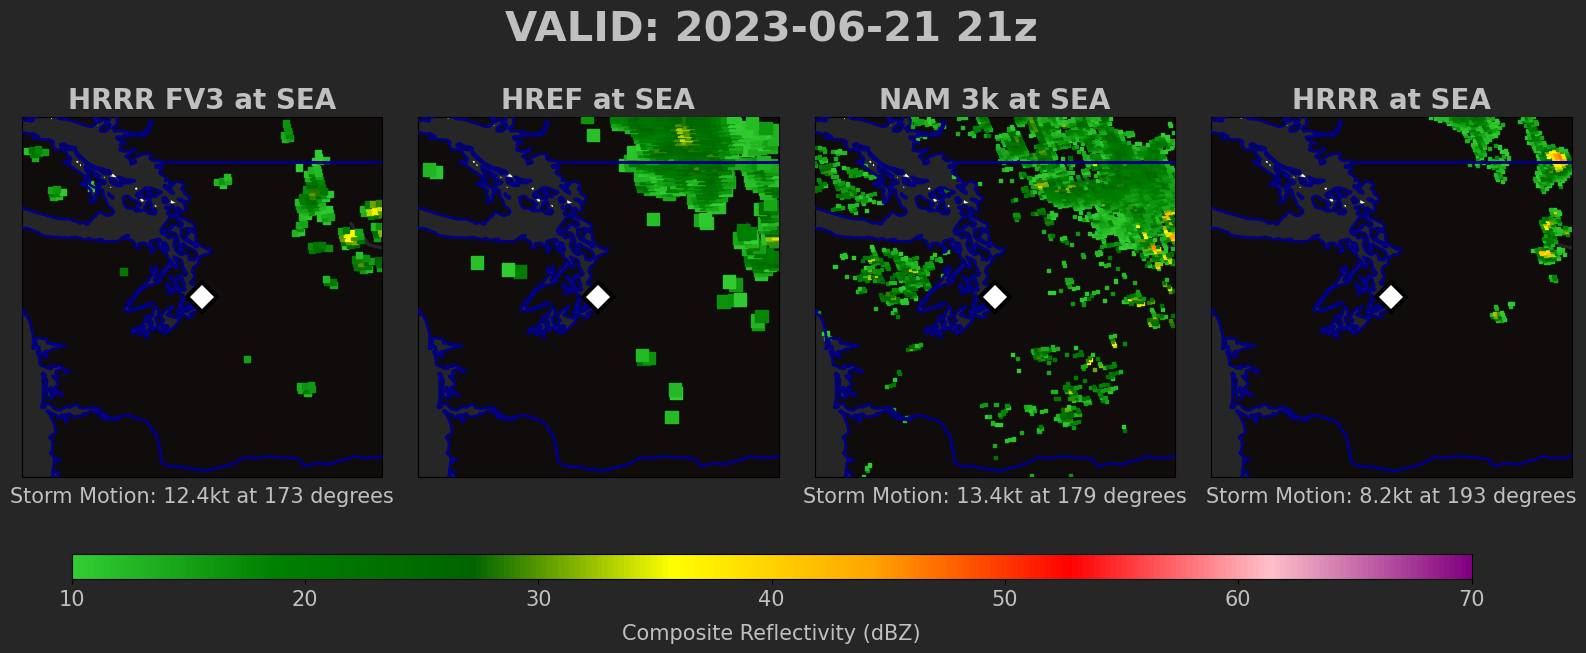 VALID: 2023-06-21 21z
HRRR FV3 at SEA
HREF at SEA
NAM 3k at SEA
HRRR at SEA
Storm Motion: 12.4kt at 173 degrees
Storm Motion: 13.4kt at 179 degrees
Storm Motion: 8.2kt at 193 degrees
10 20 30 40 50 60 70
Composite Reflectivity (dBZ)